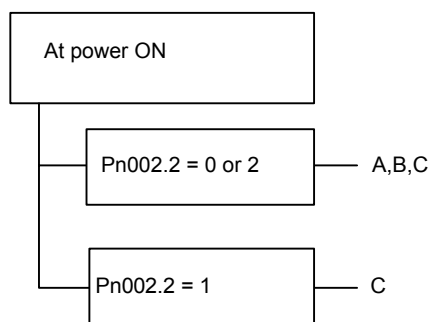 At power ON
Pn002.2 = 0 or 2
A,B,C
Pn002.2 = 1
C